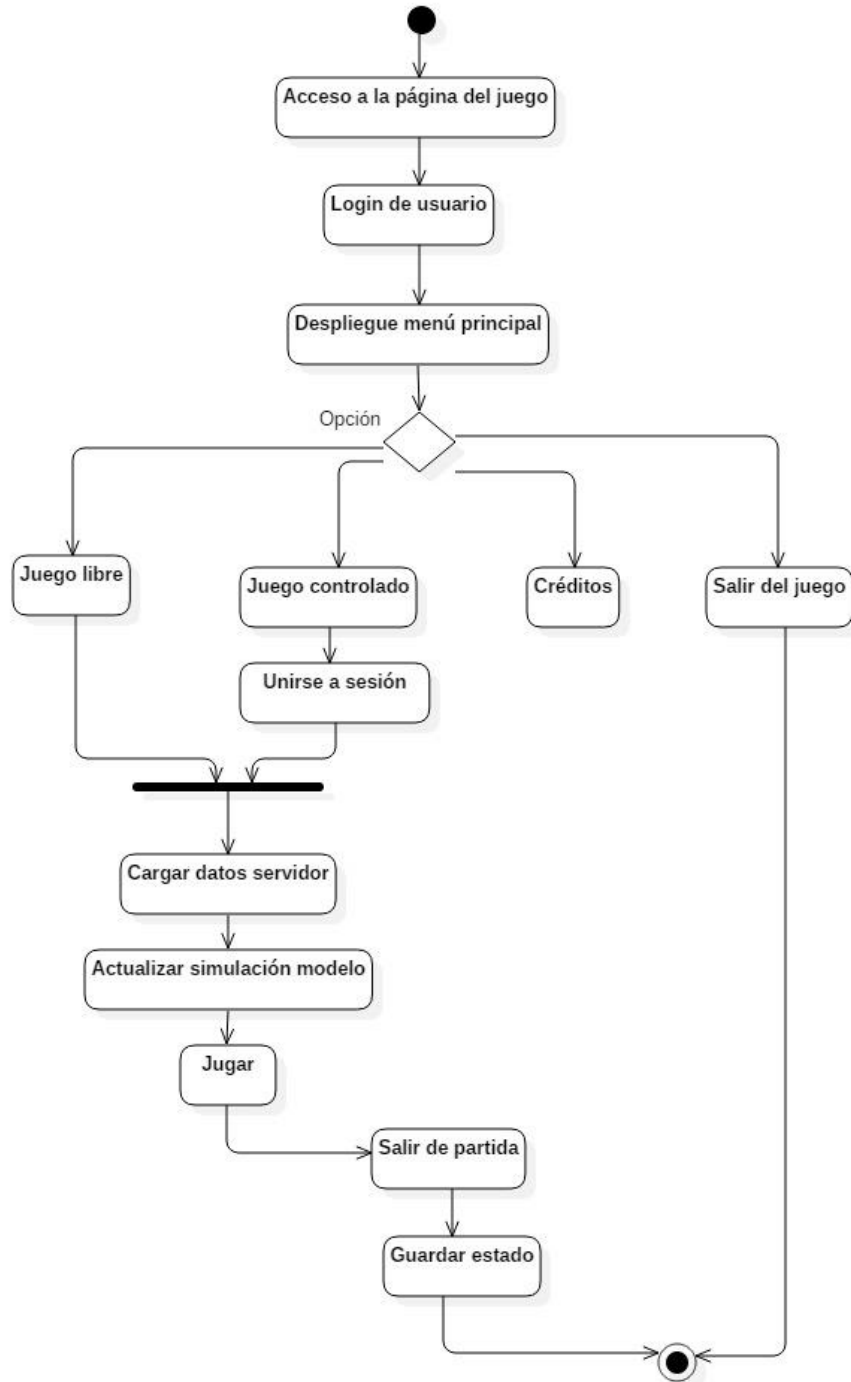 Acceso a la página del juego
Login de usuario
Despliegue menú principal
Opción
Juego libre
Juego controlado
Créditos
Salir del juego
Unirse a sesión
Cargar datos servidor
Actualizar simulación modelo
Jugar
Salir de partida
Guardar estado